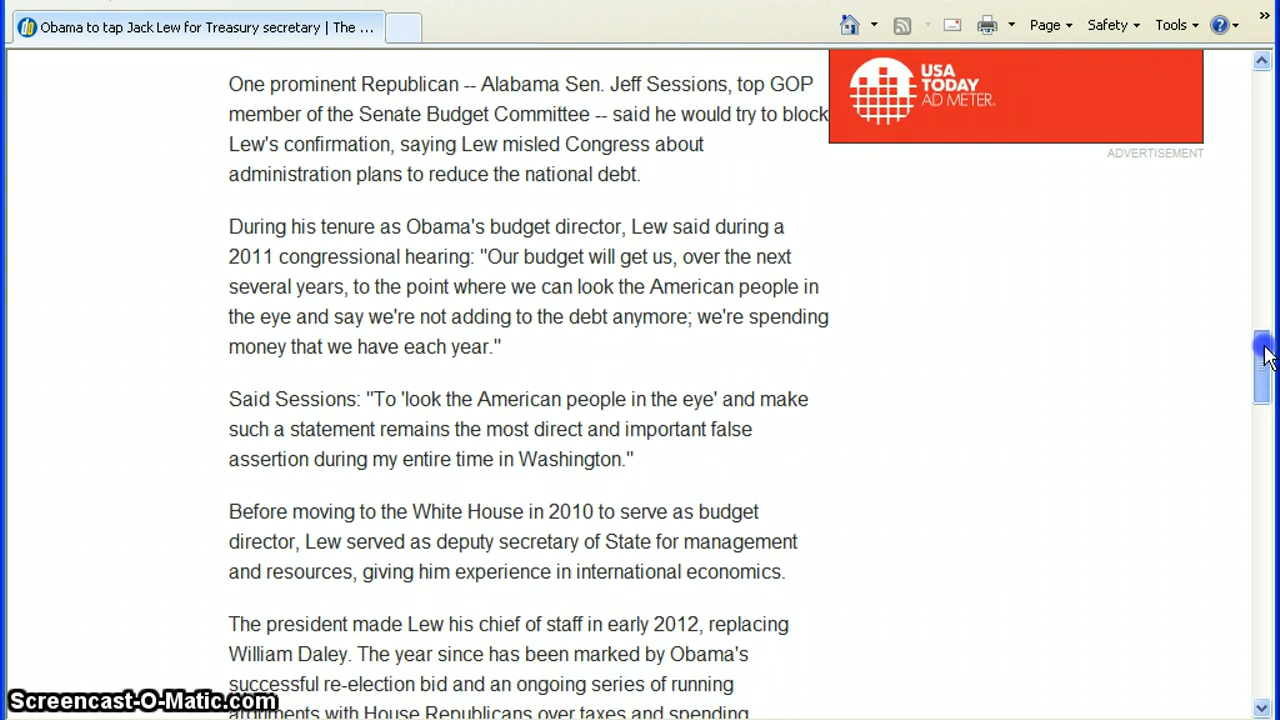 Obama to tap Jack Lew for Treasury secretary | The ...
Page
Safety
Tools
One prominent Republican -- Alabama Sen. Jeff Sessions, top GOP
member of the Senate Budget Committee -- said he would try to block
Lew's confirmation, saying Lew misled Congress about
administration plans to reduce the national debt.
USA
TODAY
AD METER.
ADVERTISEMENT
During his tenure as Obama's budget director, Lew said during a
2011 congressional hearing: "Our budget will get us, over the next
several years, to the point where we can look the American people in
the eye and say we're not adding to the debt anymore; we're spending
money that we have each year."
Said Sessions: "To 'look the American people in the eye' and make
such a statement remains the most direct and important false
assertion during my entire time in Washington."
Before moving to the White House in 2010 to serve as budget
director, Lew served as deputy secretary of State for management
and resources, giving him experience in international economics.
The president made Lew his chief of staff in early 2012, replacing
William Daley. The year since has been marked by Obama's
successful re-election bid and an ongoing series of running
arguments with House Republicans over taxes and spending
Screencast-O-Matic.com